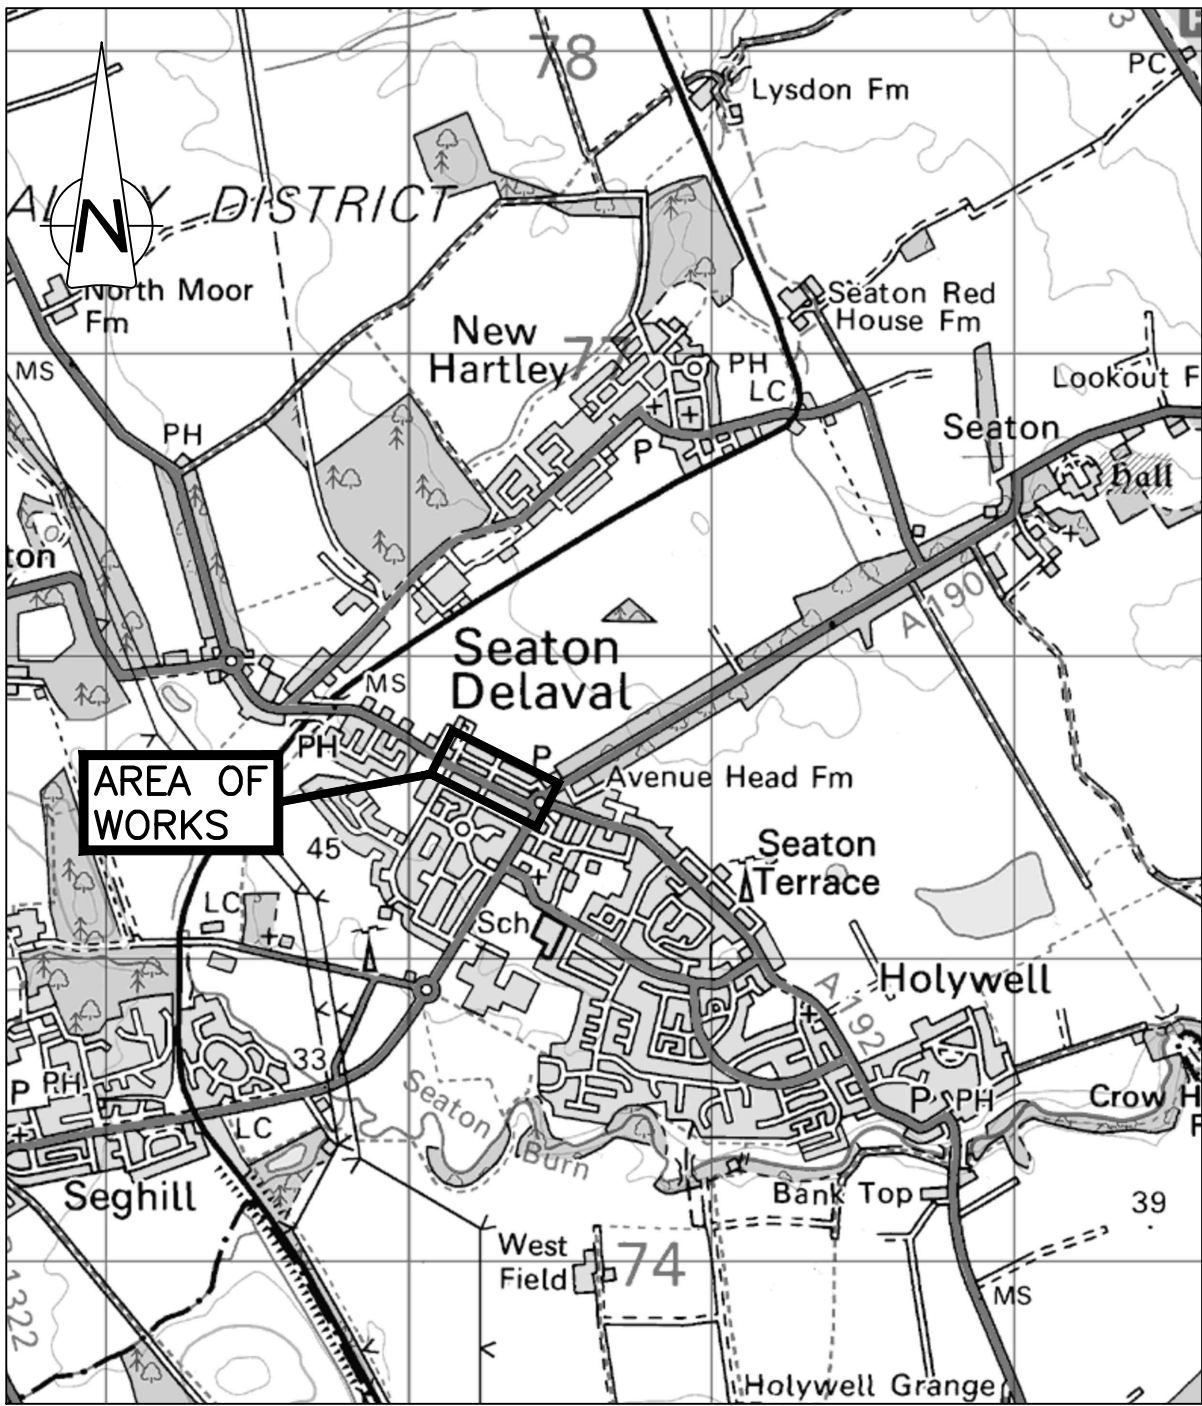 78
3
PC
Lysdon Fm
DISTRICT
N
North Moor
Fm
Seaton Red
House Fm
New
Hartley
77
MS
PH
LC
Lookout F
PH
Seaton
P
Hall
ton
A 190
Seaton
Delaval
MS
PH
P
AREA OF
WORKS
Avenue Head Fm
45
Seaton
Terrace
LC
Sch
Holywell
A 192
33
P PH
Seaton
Burn
P PH
Crow H
LC
Seghill
Bank Top
39
West
Field
74
MS
1322
Holywell Grange